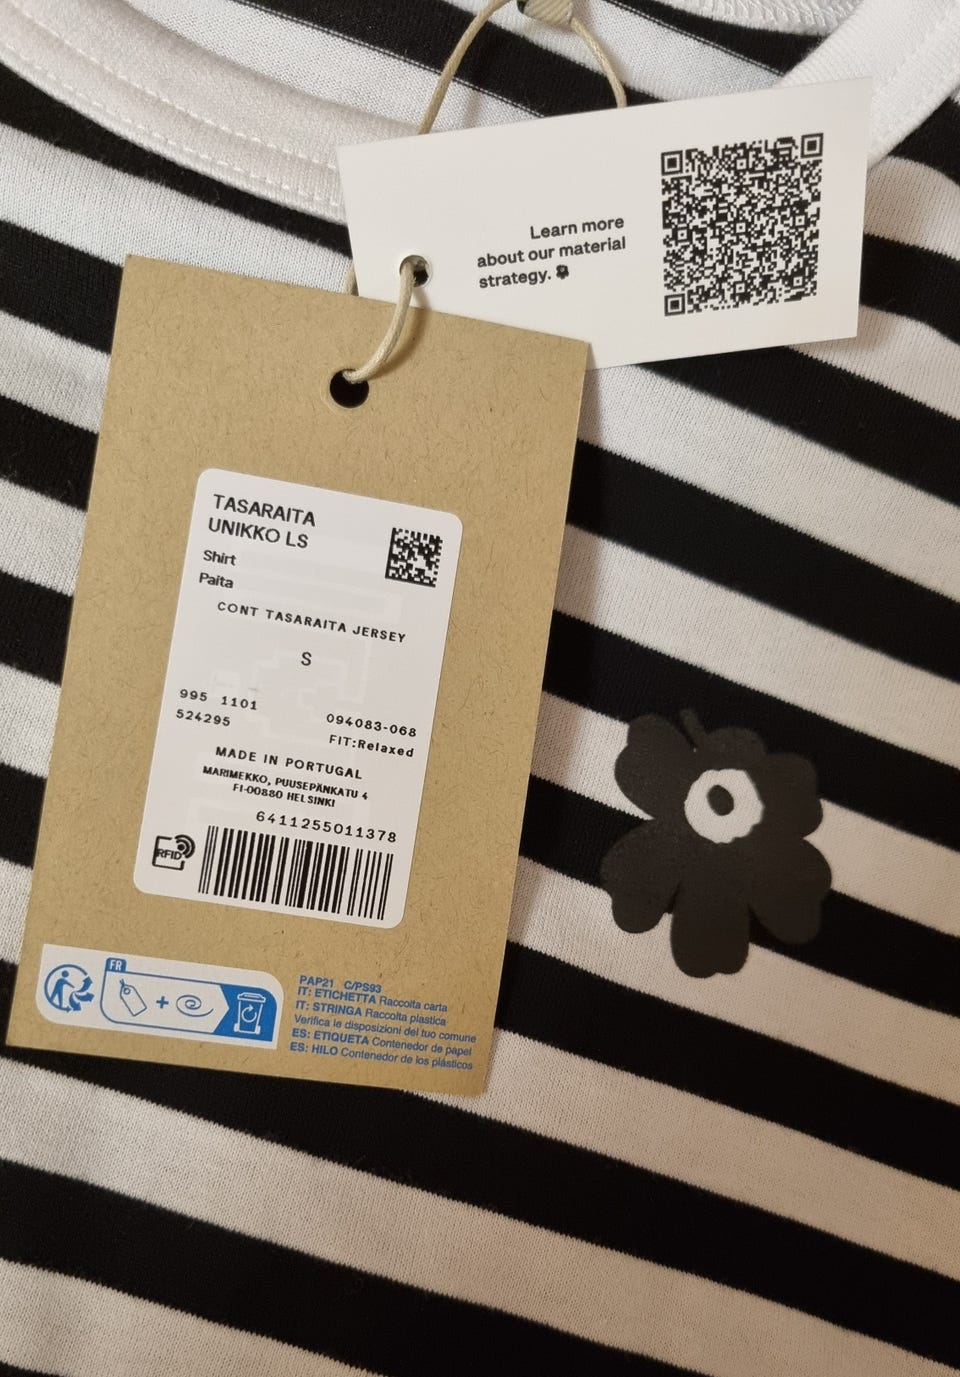 Learn more
about our material
strategy.
TASARAITA
UNIKKO LS
Shirt
Paita
CONT TASARAITA JERSEY
S
995 1101
524295
094083-068
FIT:Relaxed
MADE IN PORTUGAL
MARIMEKKO, PUUSEPÄNKATU 4
FI-00880 HELSINKI
6411255011378
RFID
FR
PAP21 C/PS93
IT: ETICHETTA Raccolta carta
IT: STRINGA Raccolta plastica
Verifica le disposizioni del tuo comune
ES: ETIQUETA Contenedor de papel
ES: HILO Contenedor de los plásticos